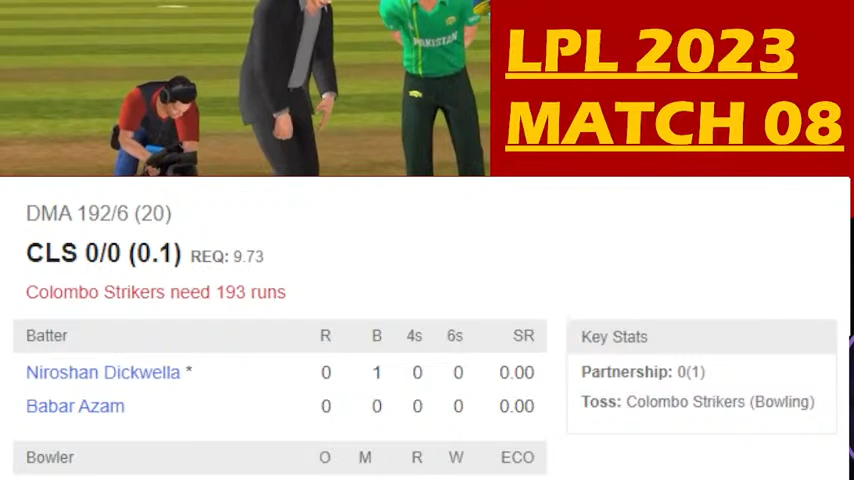 PAKISTAN
LPL 2023
MATCH 08
DMA 192/6 (20)
CLS 0/0 (0.1) REQ: 9.73
Colombo Strikers need 193 runs
Batter R B 4s 6s SR
Niroshan Dickwella * 0 1 0 0 0.00
Babar Azam 0 0 0 0 0.00
Bowler O M R W ECO
Key Stats
Partnership: 0(1)
Toss: Colombo Strikers (Bowling)